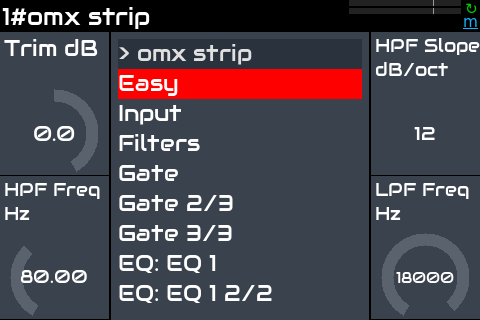 1#omx strip
m
Trim dB
0.0
HPF Freq
Hz
80.00
> omx strip
Easy
Input
Filters
Gate
Gate 2/3
Gate 3/3
EQ: EQ 1
EQ: EQ 1 2/2
HPF Slope
dB/oct
12
LPF Freq
Hz
18000